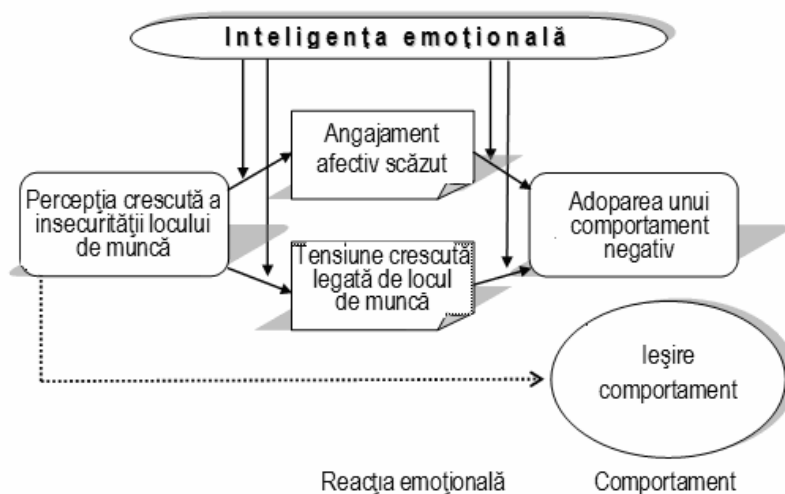 Inteligenţa emoţională
Angajament
afectiv scăzut
Percepţia crescută a
insecurităţii locului
de muncă
Tensiune crescută
legată de locul
de muncă
Adoparea unui
comportament
negativ
Ieşire
comportament
Reacţia emoţională
Comportament